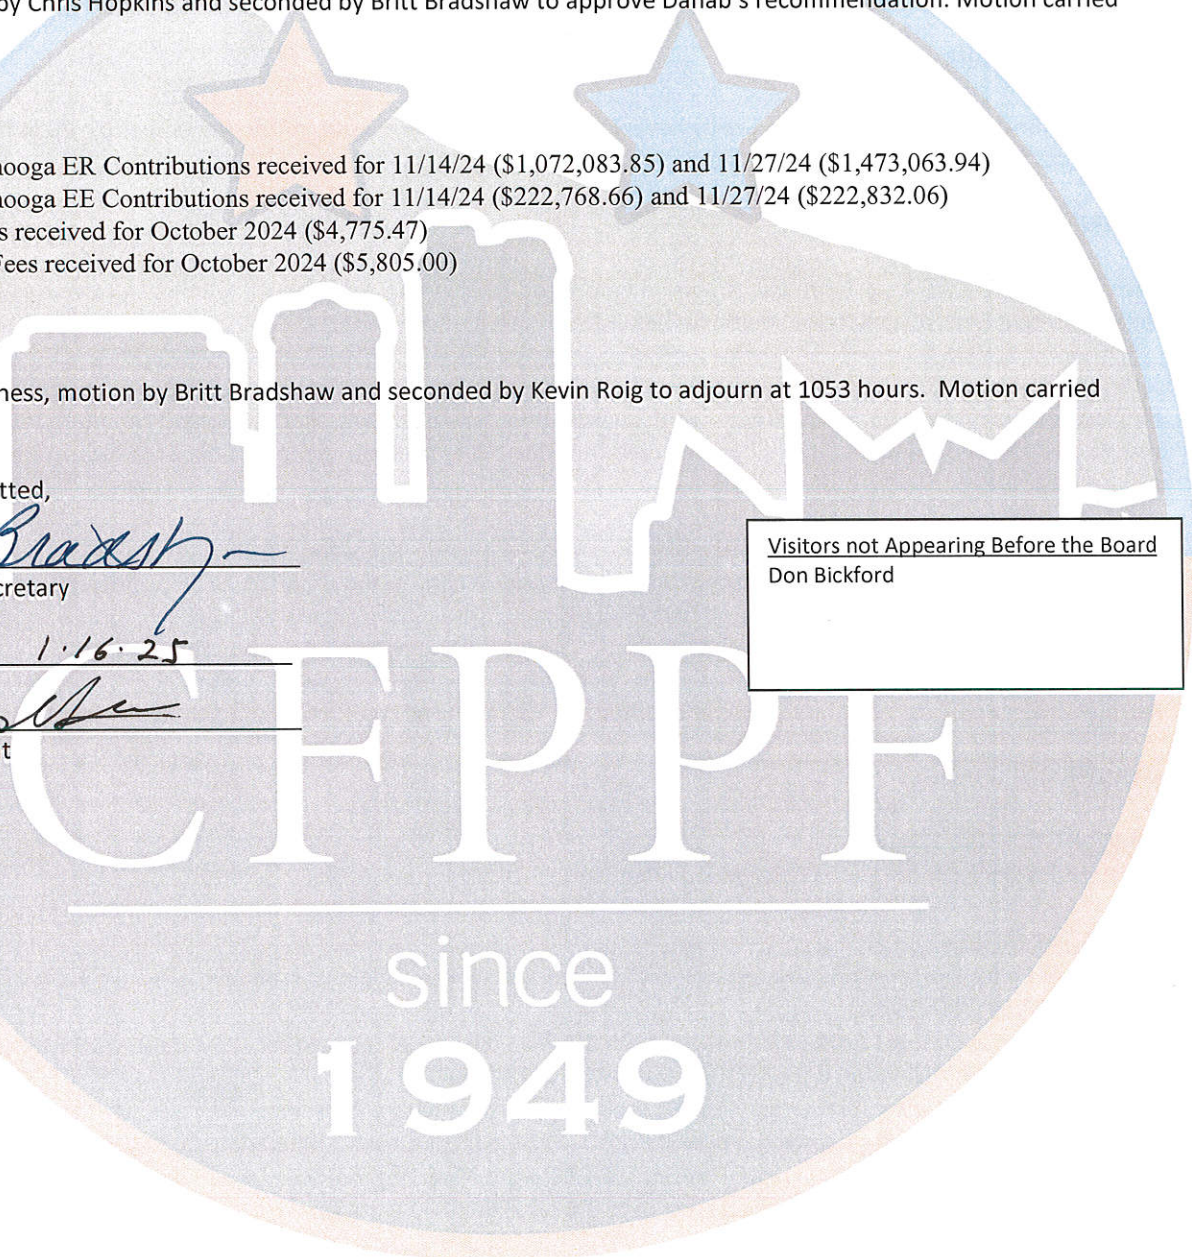 by Chris Hopkins and seconded by Britt Bradshaw to approve Dahab's recommendation. Motion carried
nooga ER Contributions received for 11/14/24 ($1,072,083.85) and 11/27/24 ($1,473,063.94)
nooga EE Contributions received for 11/14/24 ($222,768.66) and 11/27/24 ($222,832.06)
s received for October 2024 ($4,775.47)
Fees received for October 2024 ($5,805.00)
ness, motion by Britt Bradshaw and seconded by Kevin Roig to adjourn at 1053 hours.  Motion carried
tted,
cretary
1.16.25
t
Visitors not Appearing Before the Board
Don Bickford
CFPPF
since
1949